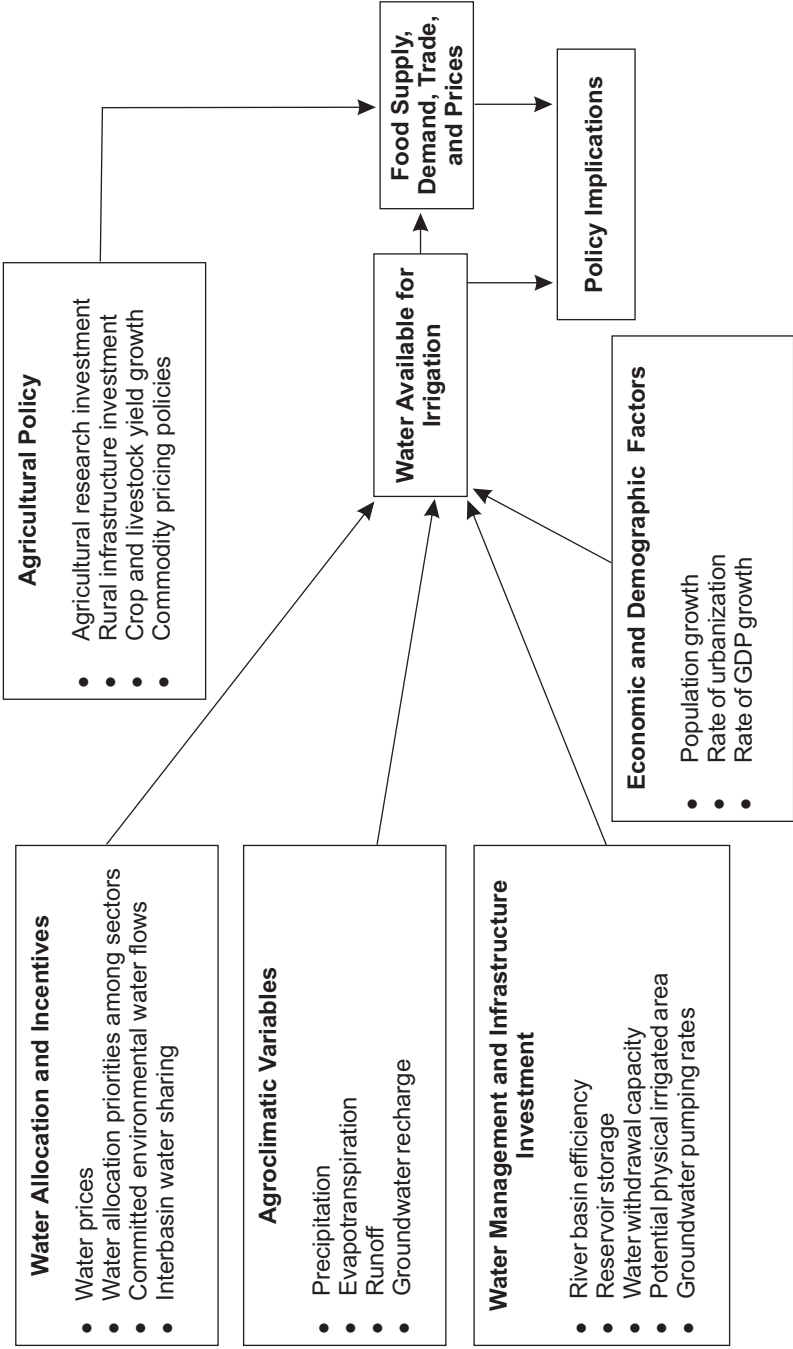 Water Allocation and Incentives
• Water prices
• Water allocation priorities among sectors
• Committed environmental water flows
• Interbasin water sharing
Agroclimatic Variables
• Precipitation
• Evapotranspiration
• Runoff
• Groundwater recharge
Water Management and Infrastructure
Investment
• River basin efficiency
• Reservoir storage
• Water withdrawal capacity
• Potential physical irrigated area
• Groundwater pumping rates
Agricultural Policy
• Agricultural research investment
• Rural infrastructure investment
• Crop and livestock yield growth
• Commodity pricing policies
Water Available for
Irrigation
Economic and Demographic Factors
• Population growth
• Rate of urbanization
• Rate of GDP growth
Food Supply,
Demand, Trade,
and Prices
Policy Implications